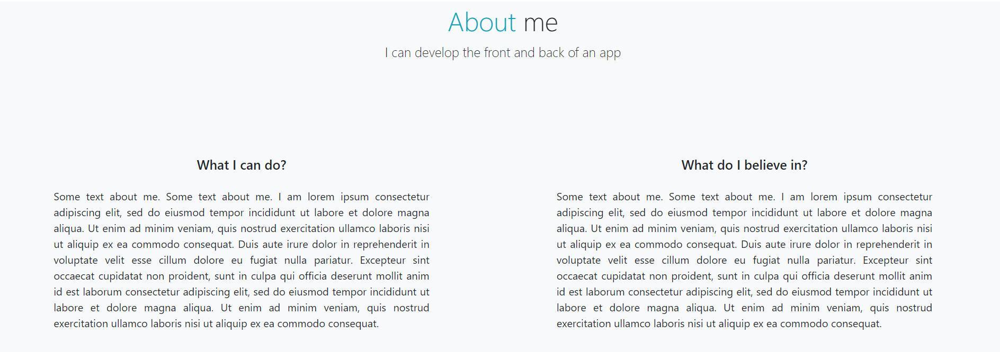 About me
I can develop the front and back of an app
What I can do?
Some text about me. Some text about me. I am lorem ipsum consectetur
adipiscing elit, sed do eiusmod tempor incididunt ut labore et dolore magna
aliqua. Ut enim ad minim veniam, quis nostrud exercitation ullamco laboris nisi
ut aliquip ex ea commodo consequat. Duis aute irure dolor in reprehenderit in
voluptate velit esse cillum dolore eu fugiat nulla pariatur. Excepteur sint
occaecat cupidatat non proident, sunt in culpa qui officia deserunt mollit anim
id est laborum consectetur adipiscing elit, sed do eiusmod tempor incididunt ut
labore et dolore magna aliqua. Ut enim ad minim veniam, quis nostrud
exercitation ullamco laboris nisi ut aliquip ex ea commodo consequat.
What do I believe in?
Some text about me. Some text about me. I am lorem ipsum consectetur
adipiscing elit, sed do eiusmod tempor incididunt ut labore et dolore magna
aliqua. Ut enim ad minim veniam, quis nostrud exercitation ullamco laboris nisi
ut aliquip ex ea commodo consequat. Duis aute irure dolor in reprehenderit in
voluptate velit esse cillum dolore eu fugiat nulla pariatur. Excepteur sint
occaecat cupidatat non proident, sunt in culpa qui officia deserunt mollit anim
id est laborum consectetur adipiscing elit, sed do eiusmod tempor incididunt ut
labore et dolore magna aliqua. Ut enim ad minim veniam, quis nostrud
exercitation ullamco laboris nisi ut aliquip ex ea commodo consequat.